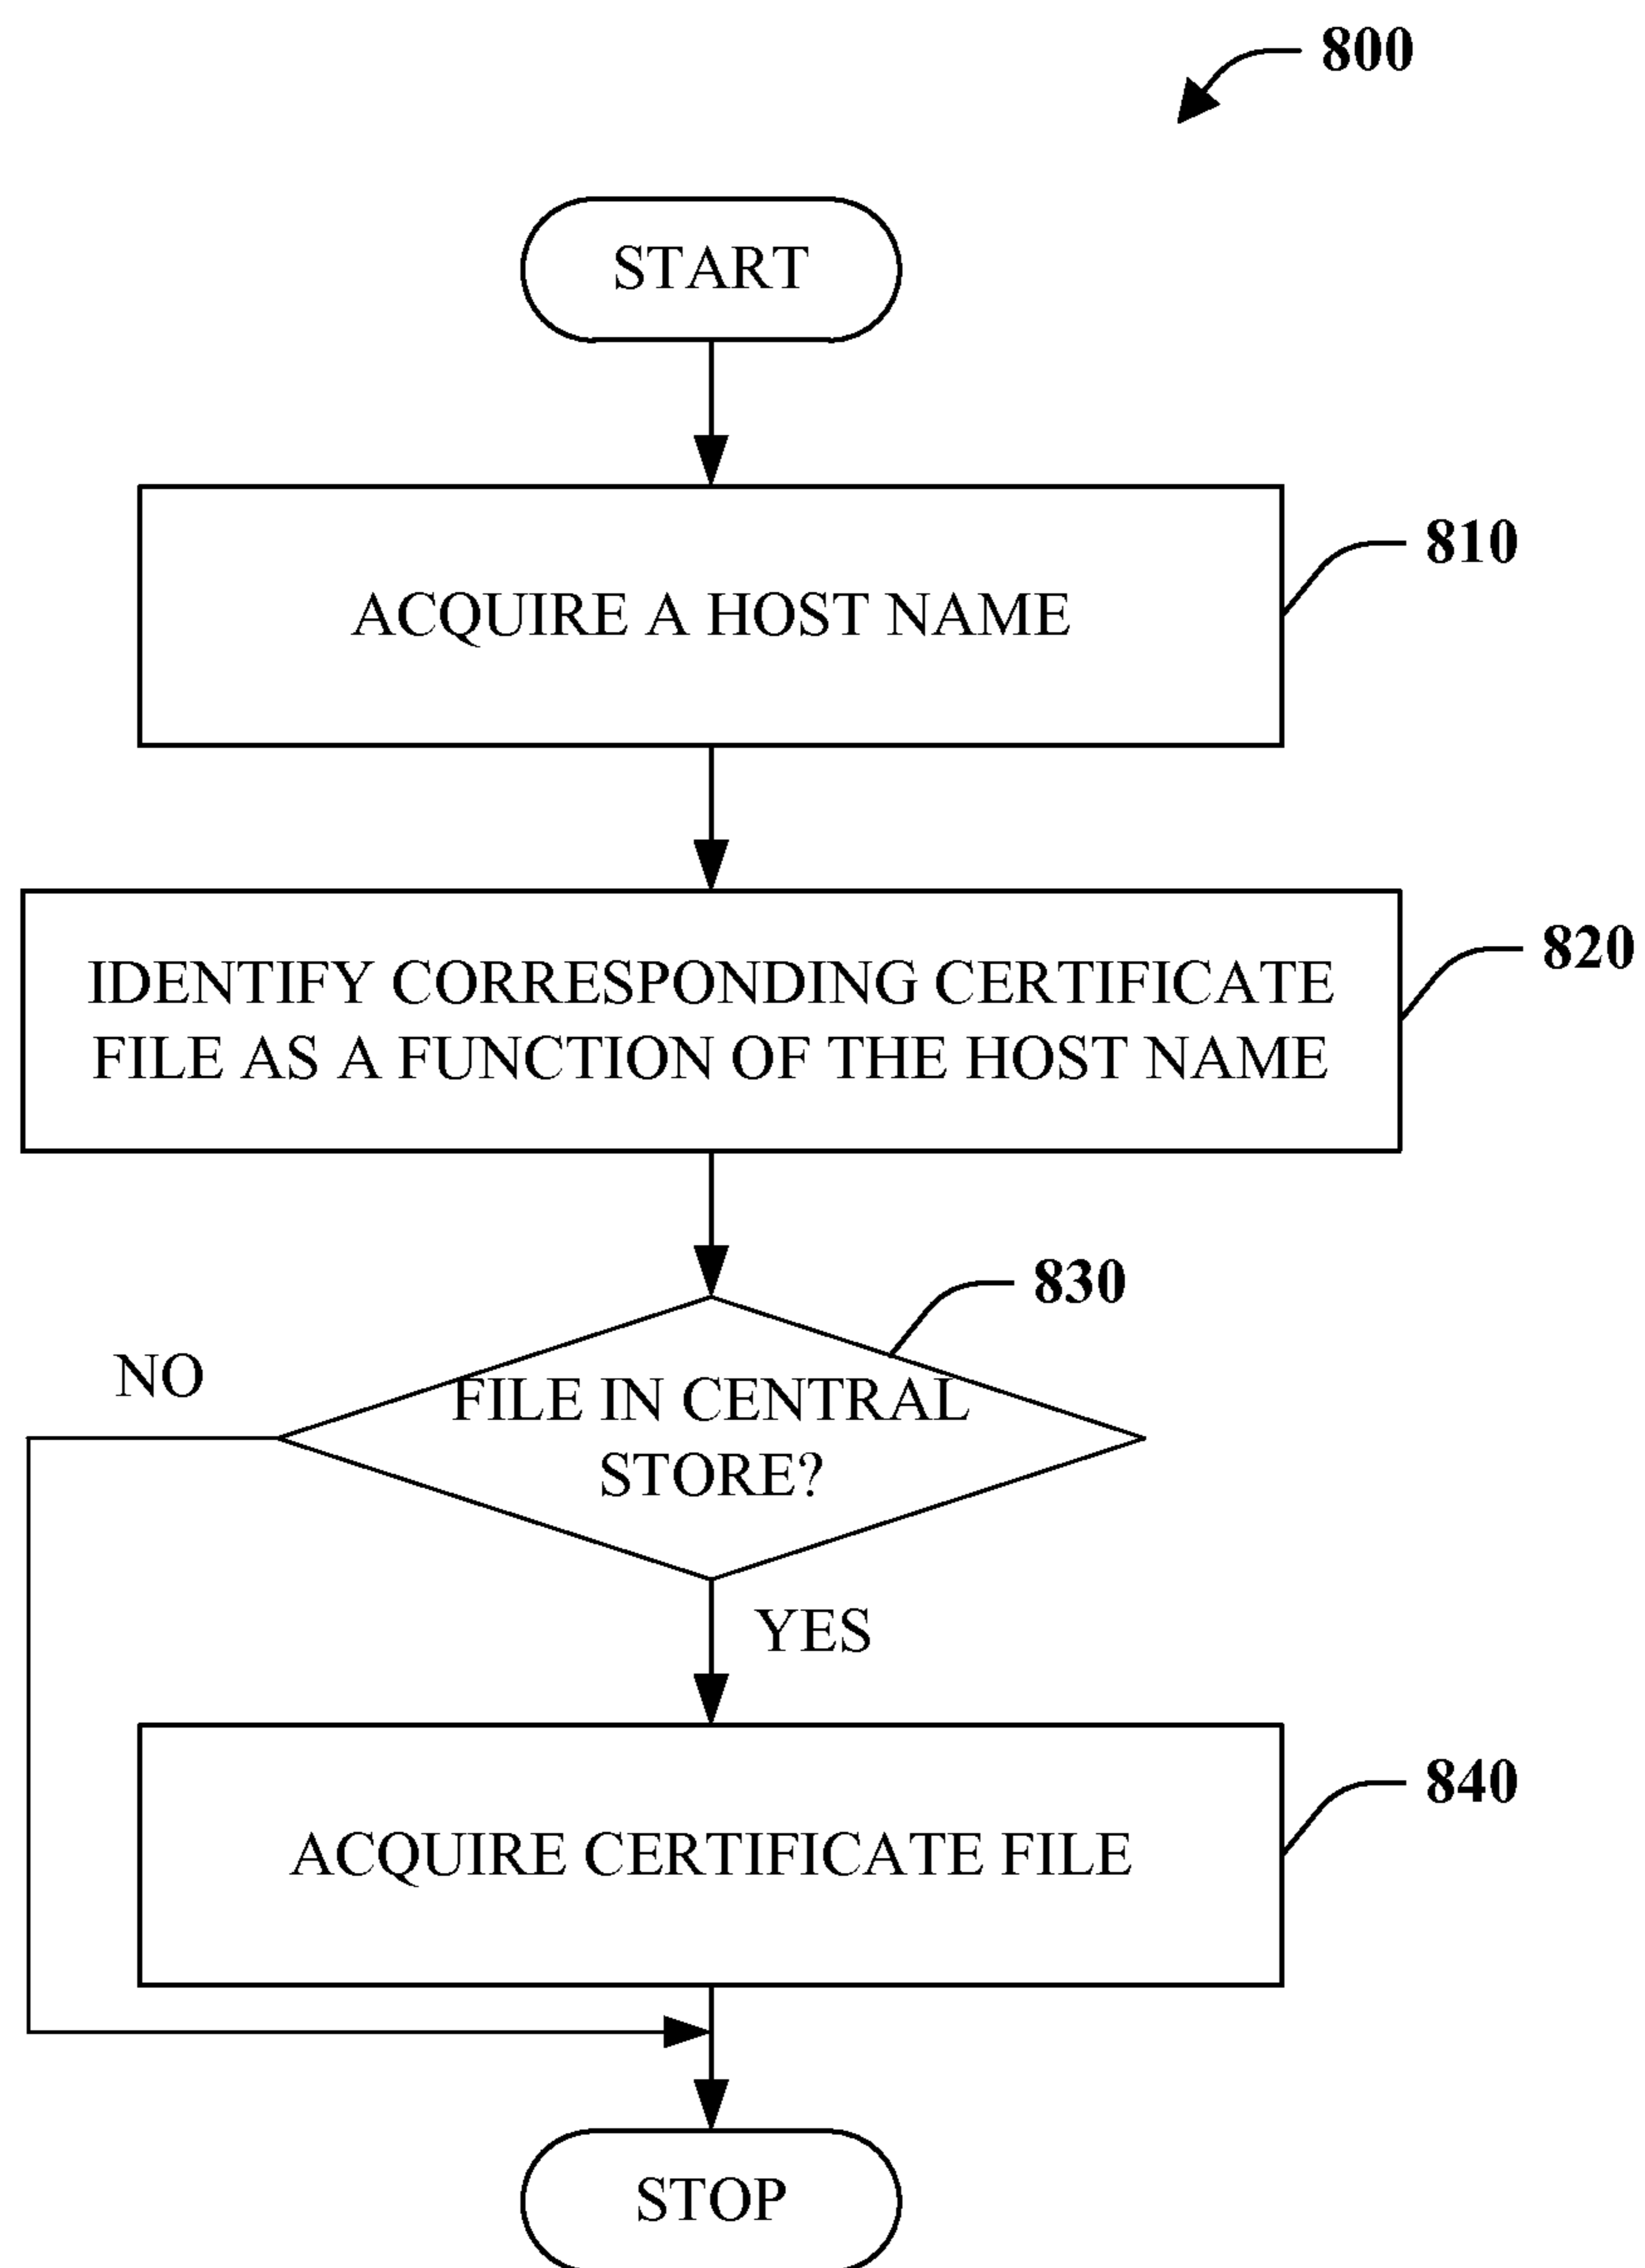 800
START
ACQUIRE A HOST NAME
810
IDENTIFY CORRESPONDING CERTIFICATE
FILE AS A FUNCTION OF THE HOST NAME
820
830
NO
FILE IN CENTRAL
STORE?
YES
ACQUIRE CERTIFICATE FILE
840
STOP